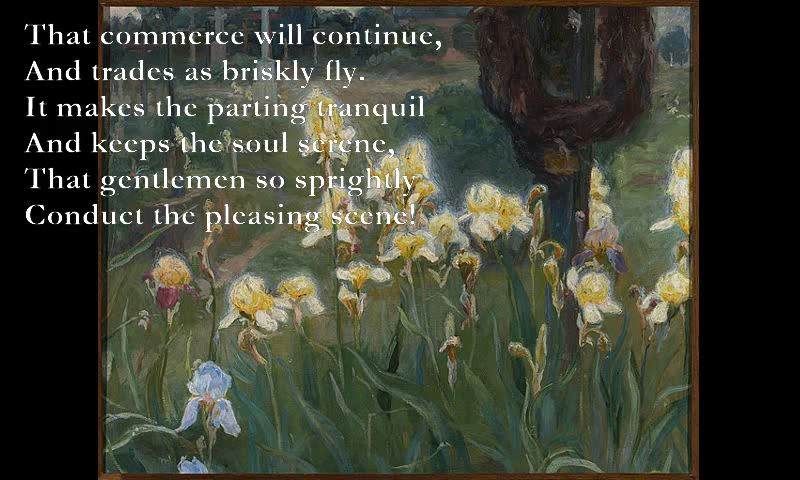 That commerce will continue,
And trades as briskly fly.
It makes the parting tranquil
And keeps the soul serene,
That gentlemen so sprightly
Conduct the pleasing scene!